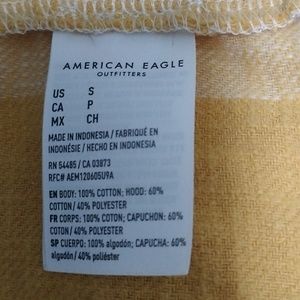 AMERICAN EAGLE
OUTFITTERS
US S
CA P
MX CH
MADE IN INDONESIA / FABRIQUÉ EN
INDONÉSIE / HECHO EN INDONESIA
RN 54485 / CA 03873
RFC# AEM120605U9A
EN BODY: 100% COTTON; HOOD: 60%
COTTON / 40% POLYESTER
FR CORPS: 100% COTON; CAPUCHON: 60%
COTON / 40% POLYESTER
SP CUERPO: 100% algodón; CAPUCHA: 60%
algodón / 40% poliéster